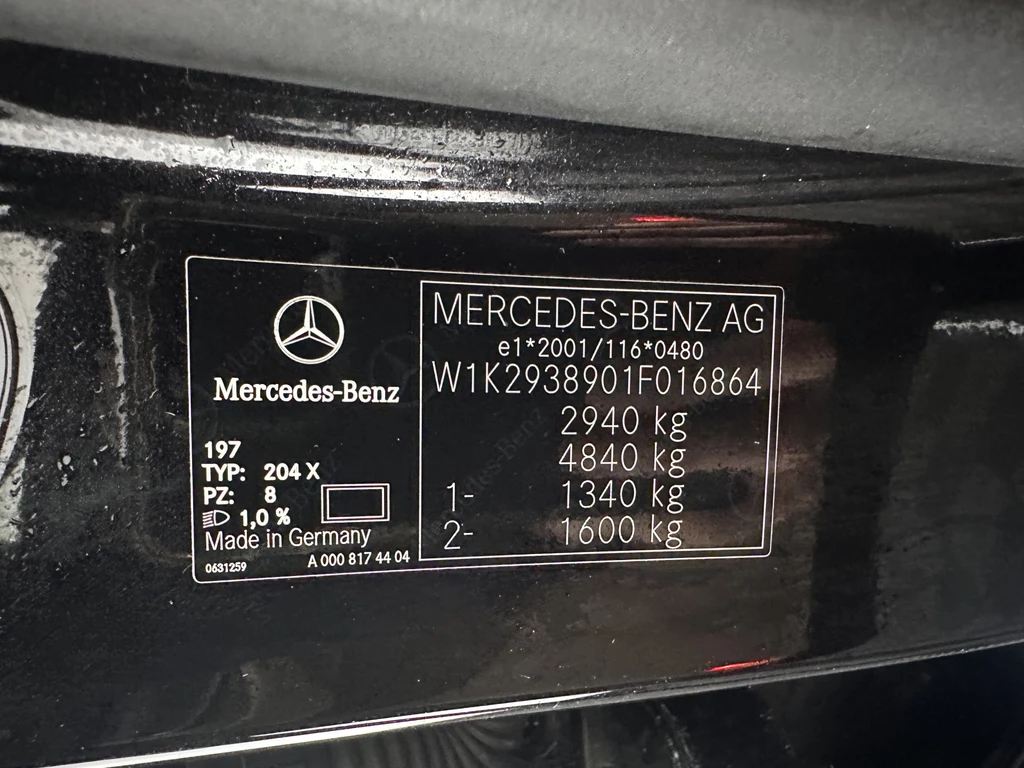 Mercedes-Benz
197
TYP: 204 X
PZ: 8
1,0 %
Made in Germany
0631259
A 000 817 44 04
MERCEDES-BENZ AG
e1*2001/116*0480
W1K2938901F016864
2940 kg
4840 kg
1- 1340 kg
2- 1600 kg